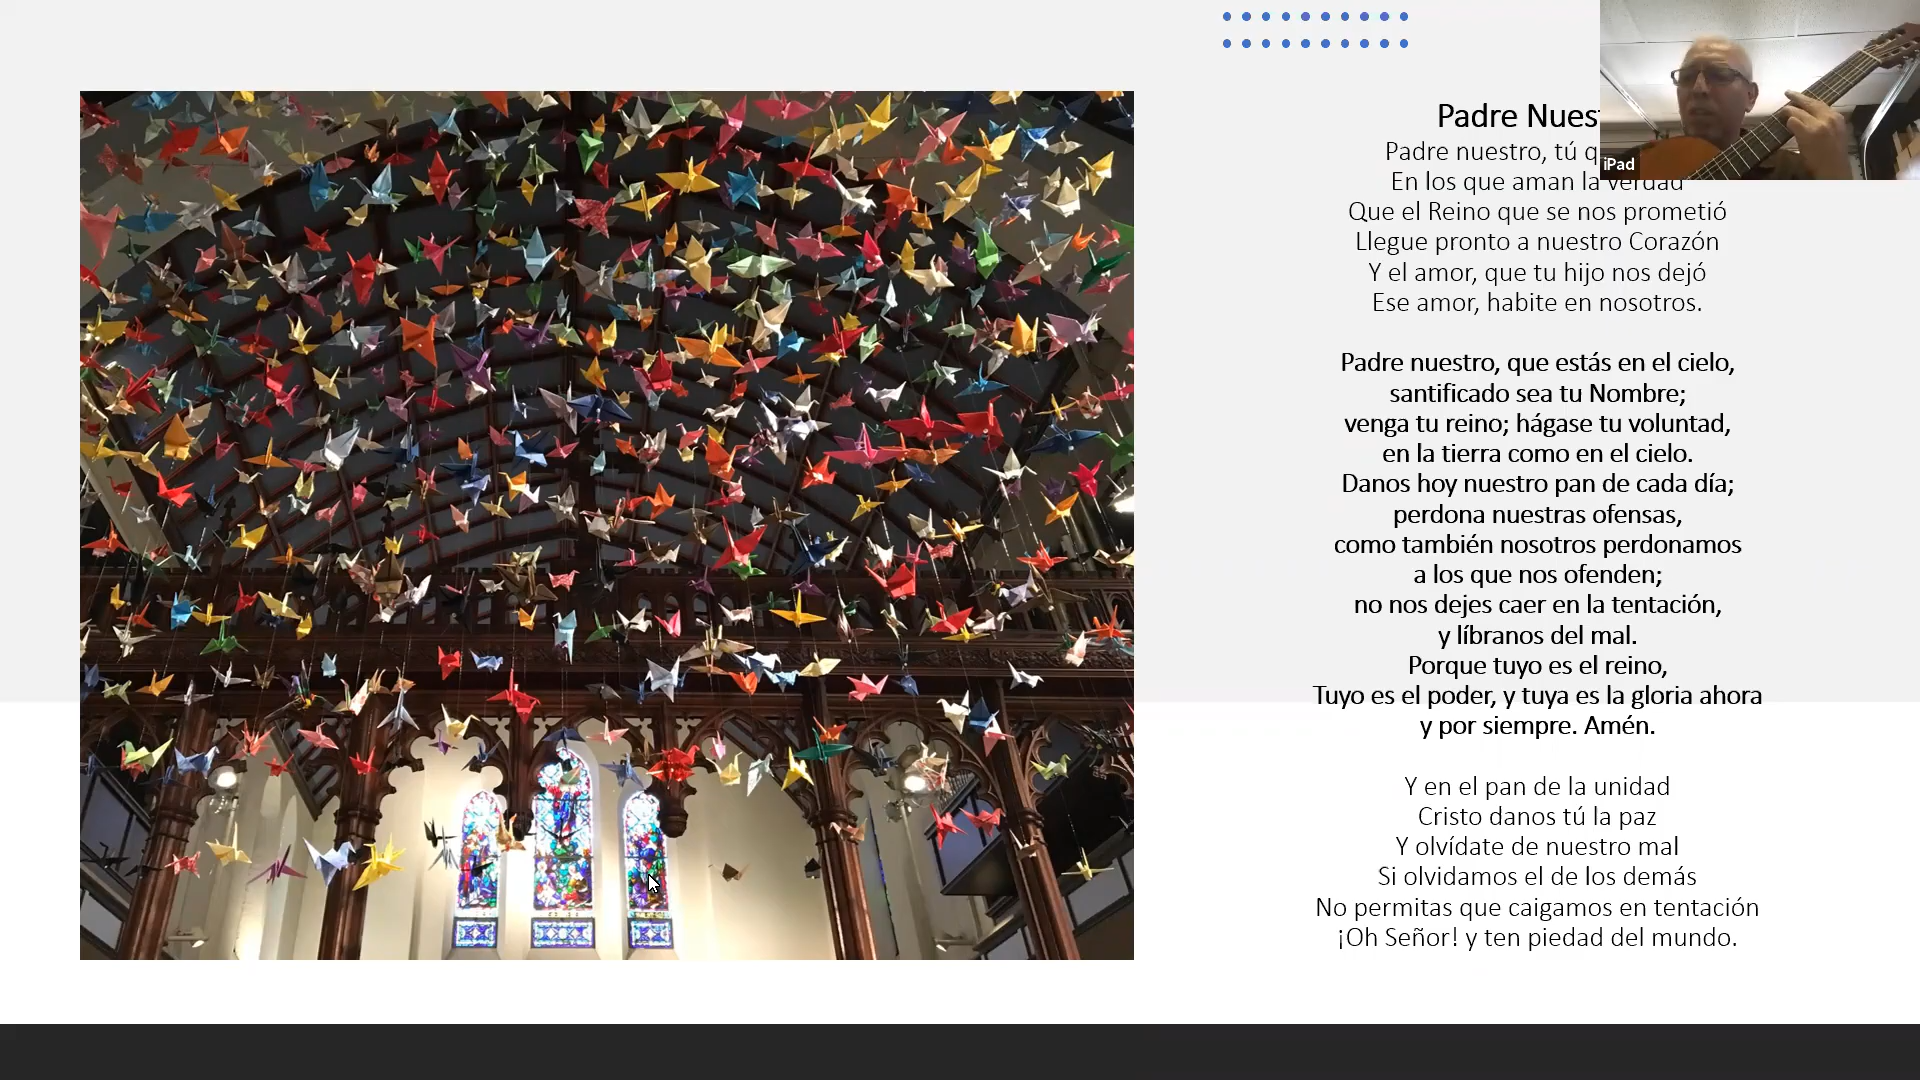 Padre Nues
Padre nuestro, tú
En los que aman la verdad
Que el Reino que se nos prometió
Llegue pronto a nuestro Corazón
Y el amor, que tu hijo nos dejó
Ese amor, habite en nosotros.
Padre nuestro, que estás en el cielo,
santificado sea tu Nombre;
venga tu reino; hágase tu voluntad,
en la tierra como en el cielo.
Danos hoy nuestro pan de cada día;
perdona nuestras ofensas,
como también nosotros perdonamos
a los que nos ofenden;
no nos dejes caer en la tentación,
y líbranos del mal.
Porque tuyo es el reino,
Tuyo es el poder, y tuya es la gloria ahora
y por siempre. Amén.
Y en el pan de la unidad
Cristo danos tú la paz
Y olvídate de nuestro mal
Si olvidamos el de los demás
No permitas que caigamos en tentación
¡Oh Señor! y ten piedad del mundo.
iPad